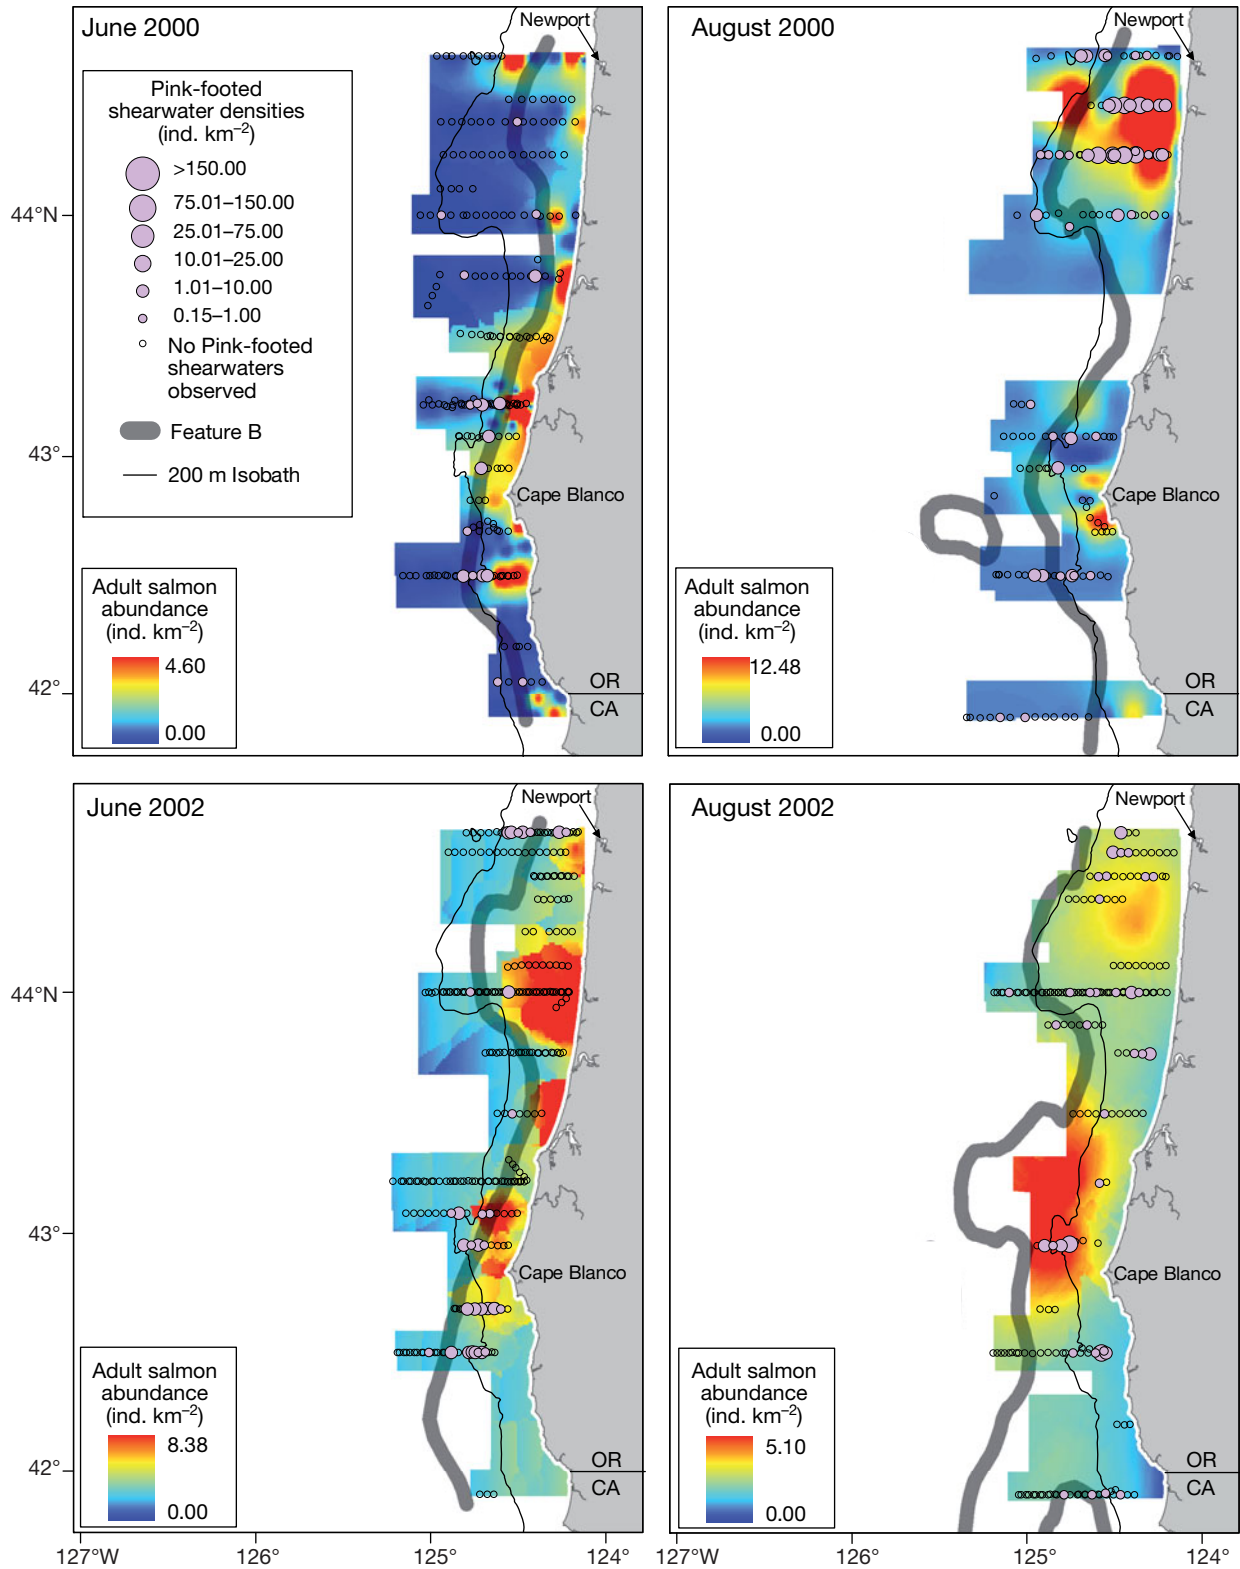 June 2000
Newport
Pink-footed
shearwater densities
(ind. km–2)
>150.00
75.01–150.00
25.01–75.00
10.01–25.00
1.01–10.00
0.15–1.00
No Pink-footed
shearwaters
observed
Feature B
200 m Isobath
44°N
43°
42°
Cape Blanco
Adult salmon
abundance
(ind. km–2)
4.60
0.00
OR
CA
August 2000
Newport
Cape Blanco
Adult salmon
abundance
(ind. km–2)
12.48
0.00
OR
CA
June 2002
Newport
44°N
43°
42°
Cape Blanco
Adult salmon
abundance
(ind. km–2)
8.38
0.00
OR
CA
127°W
126°
125°
124°
August 2002
Newport
Cape Blanco
Adult salmon
abundance
(ind. km–2)
5.10
0.00
OR
CA
127°W
126°
125°
124°